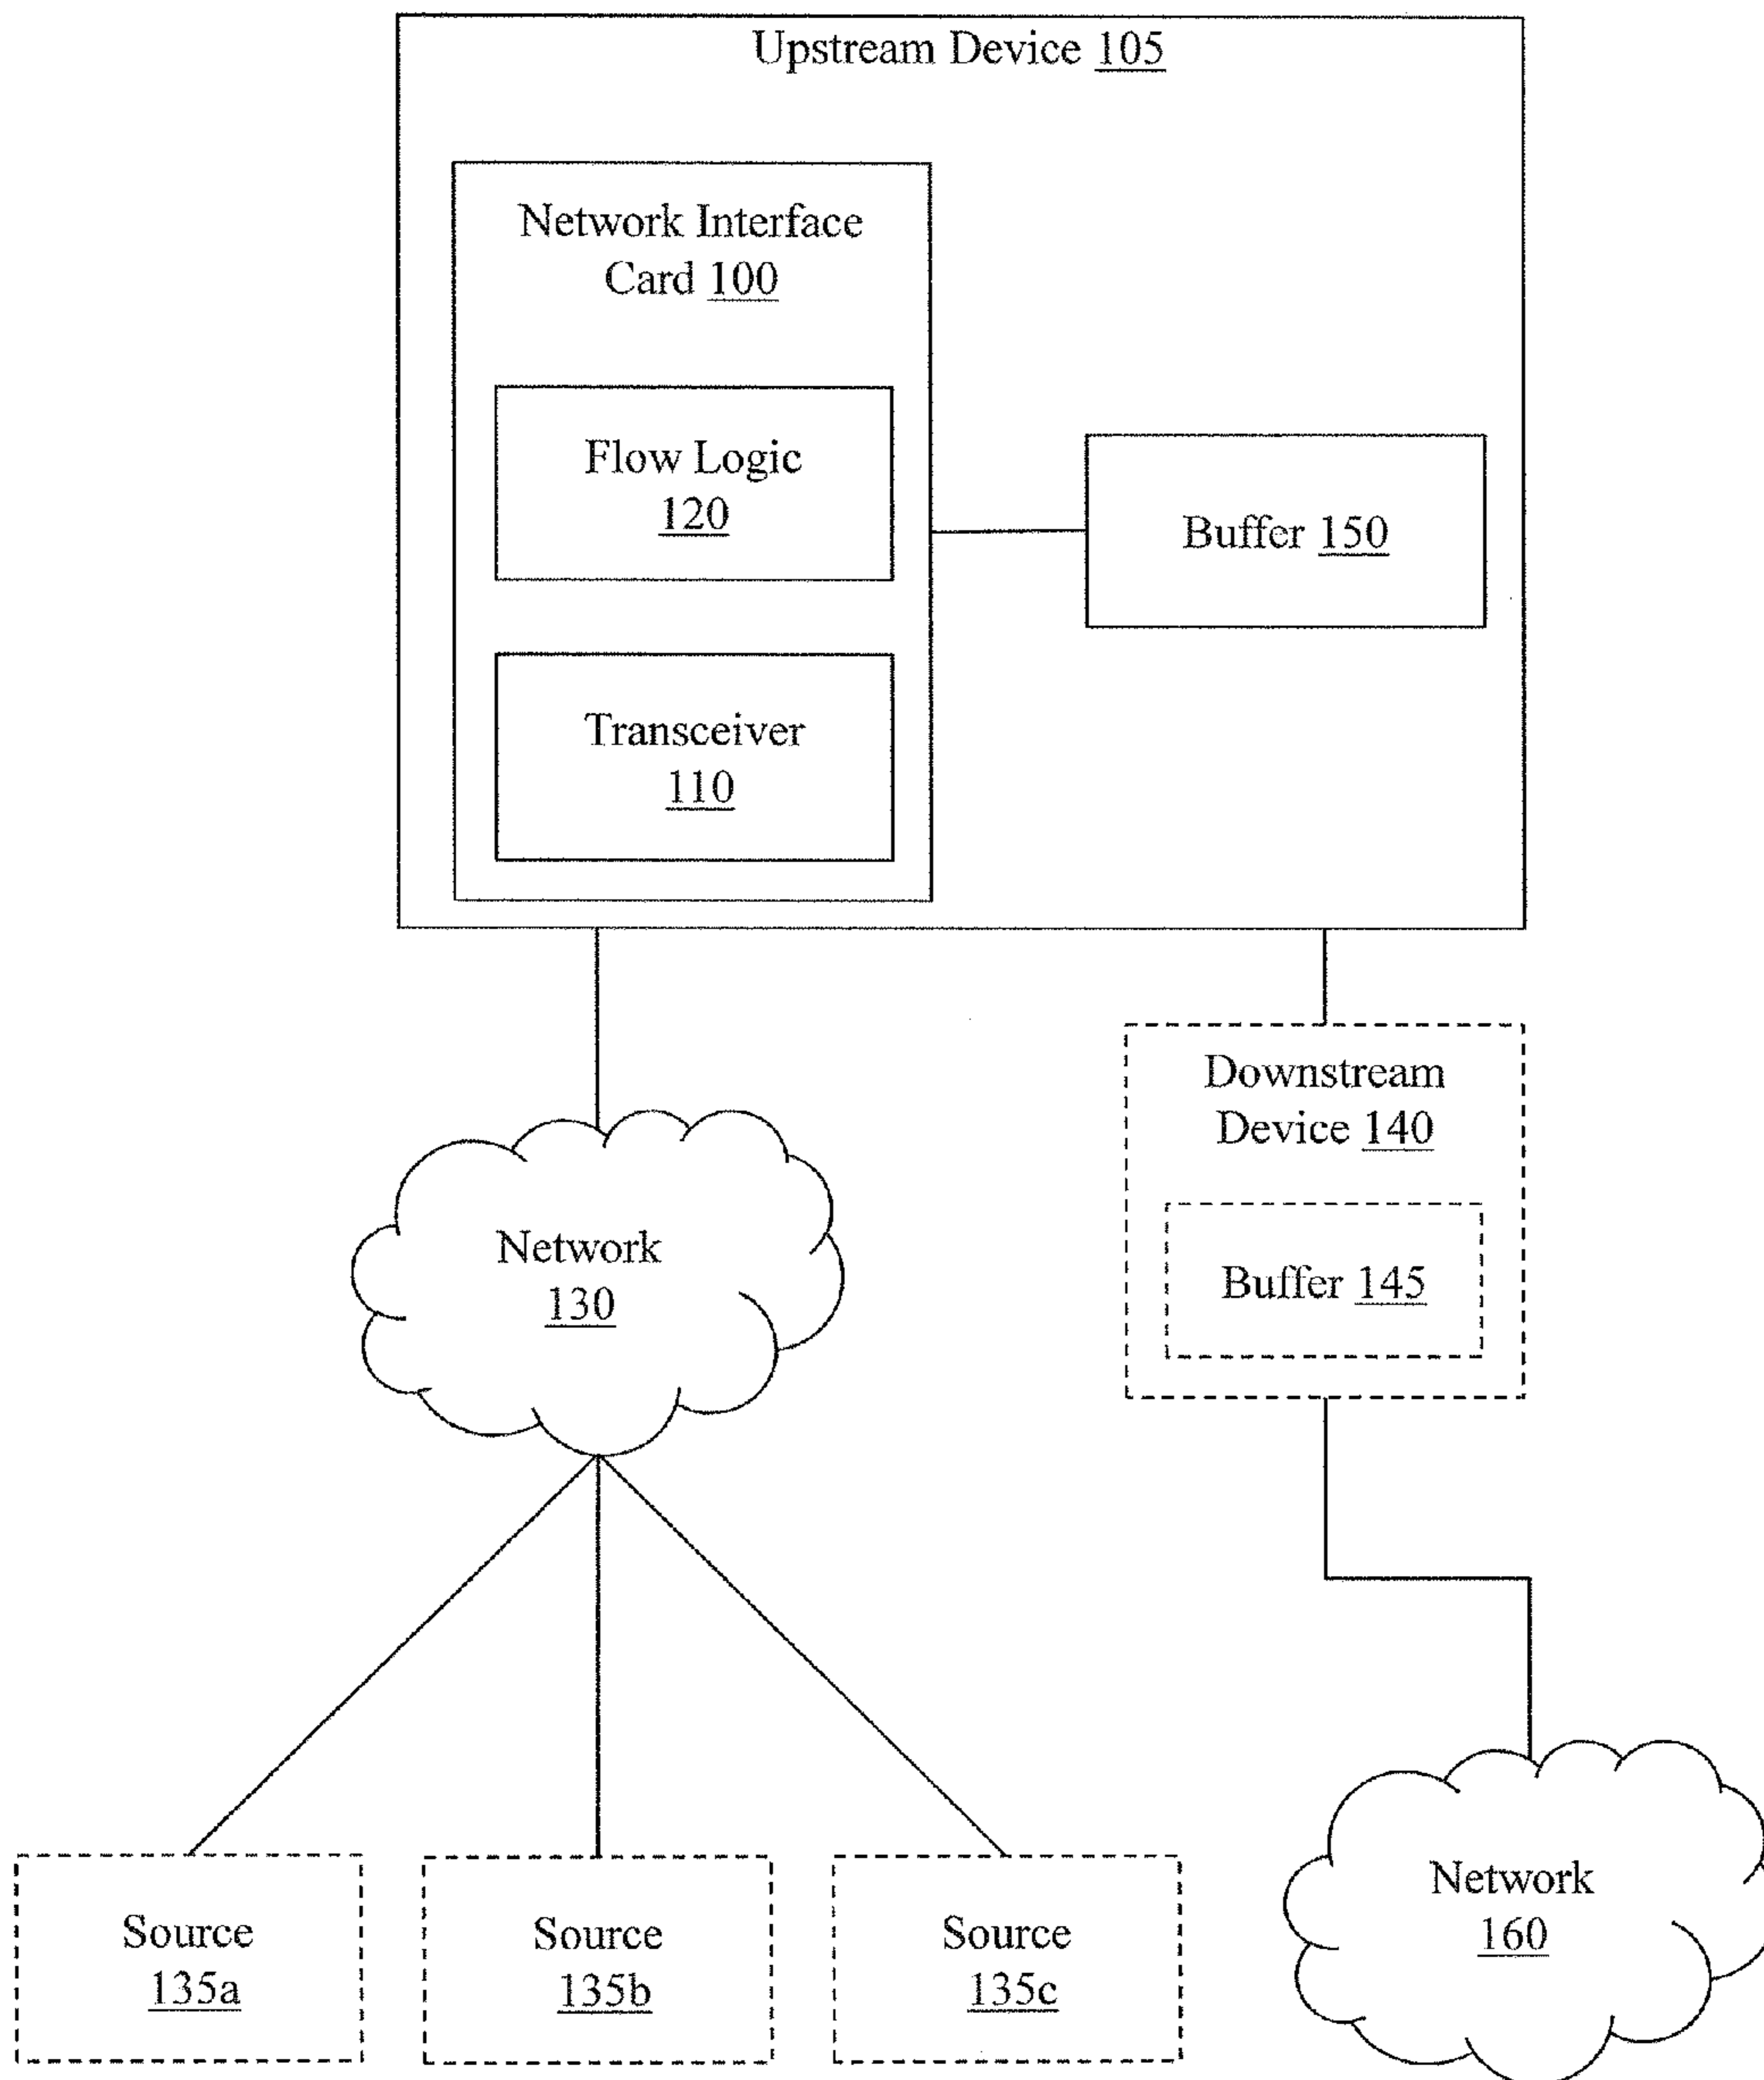 Upstream Device 105
Network Interface
Card 100
Flow Logic
120
Buffer 150
Transceiver
110
Downstream
Device 140
Network
130
Buffer 145
Source
135a
Source
135b
Source
135c
Network
160